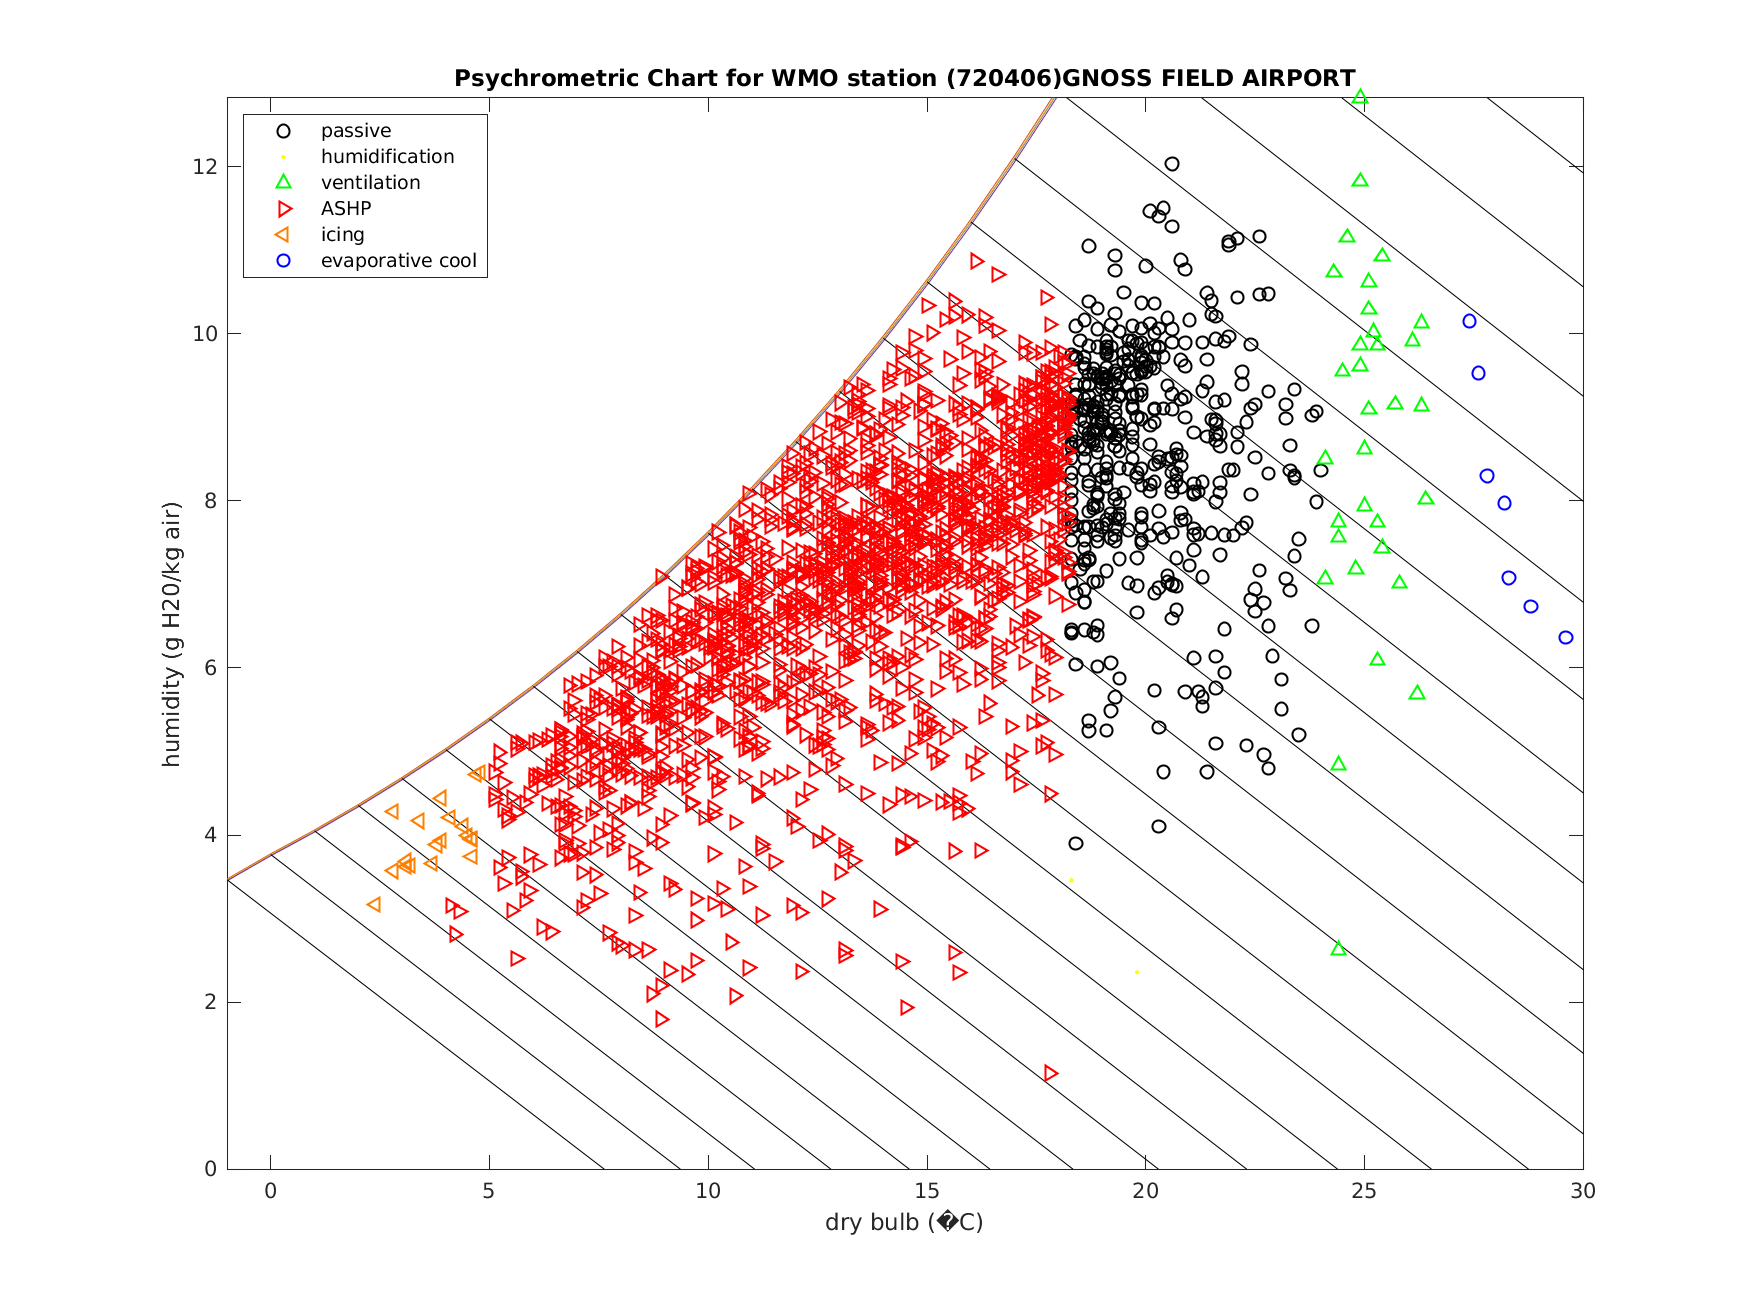 Psychrometric Chart for WMO station (720406)GNOSS FIELD AIRPORT
passive
humidification
ventilation
ASHP
icing
evaporative cool
humidity (g H20/kg air)
12
10
8
6
4
2
0
0 5 10 15 20 25 30
dry bulb (�C)